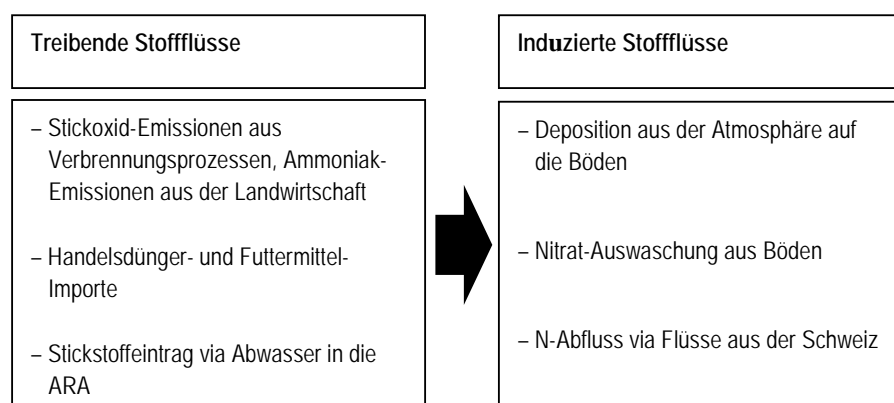 Treibende Stoffflüsse
– Stickoxid-Emissionen aus
Verbrennungsprozessen, Ammoniak-
Emissionen aus der Landwirtschaft
– Handelsdünger- und Futtermittel-
Importe
– Stickstoffeintrag via Abwasser in die
ARA
Induzierte Stoffflüsse
– Deposition aus der Atmosphäre auf
die Böden
– Nitrat-Auswaschung aus Böden
– N-Abfluss via Flüsse aus der Schweiz